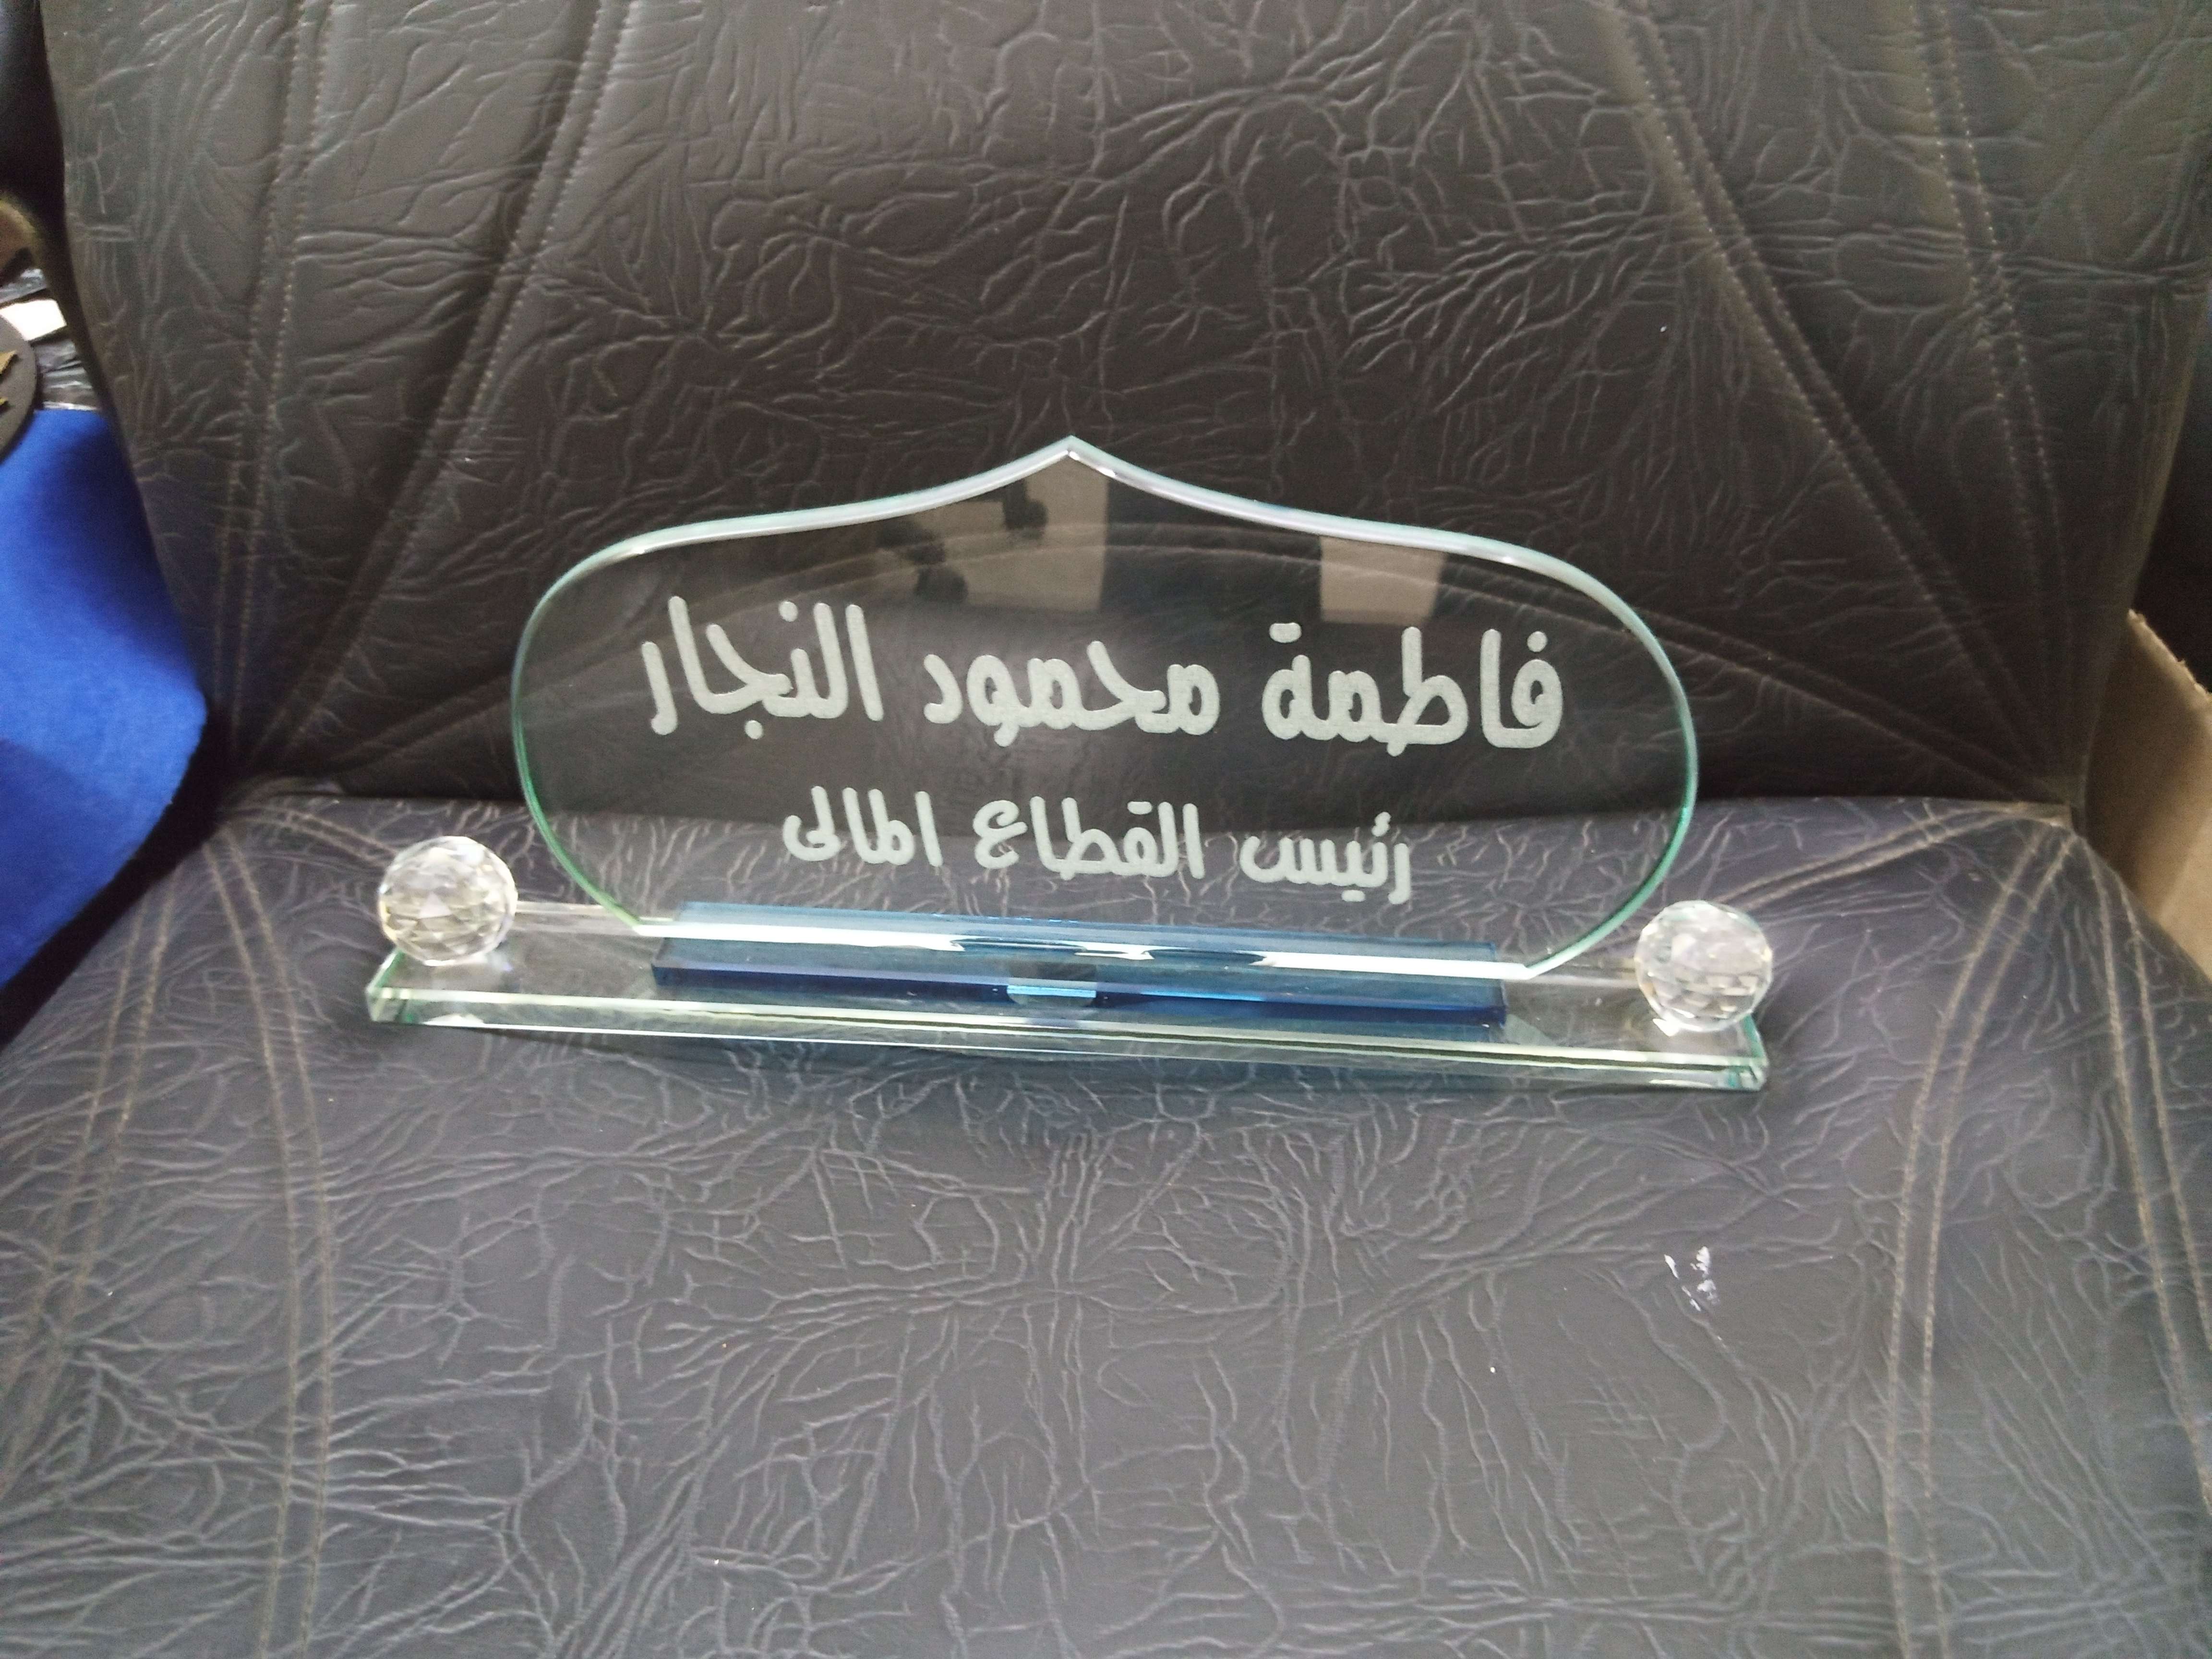 فاطمة محمود النجار
رئيس القطاع المالى